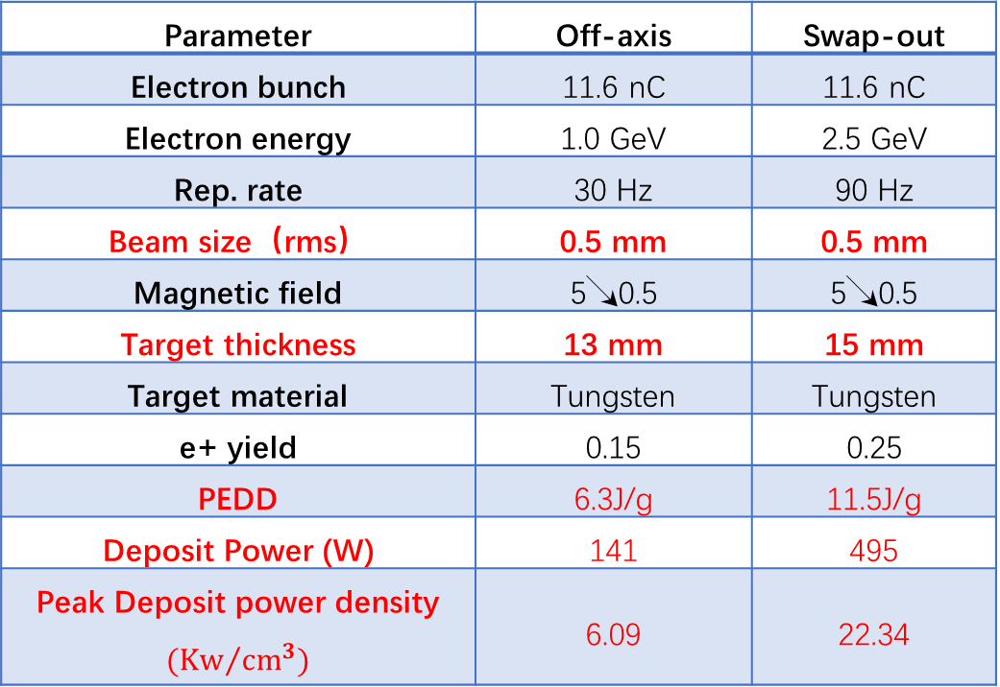 Parameter Off-axis Swap-out
Electron bunch 11.6 nC 11.6 nC
Electron energy 1.0 GeV 2.5 GeV
Rep. rate 30 Hz 90 Hz
Beam size（rms） 0.5 mm 0.5 mm
Magnetic field 5↘0.5 5↘0.5
Target thickness 13 mm 15 mm
Target material Tungsten Tungsten
e+ yield 0.15 0.25
PEDD 6.3J/g 11.5J/g
Deposit Power (W) 141 495
Peak Deposit power density
(Kw/cm³) 6.09 22.34